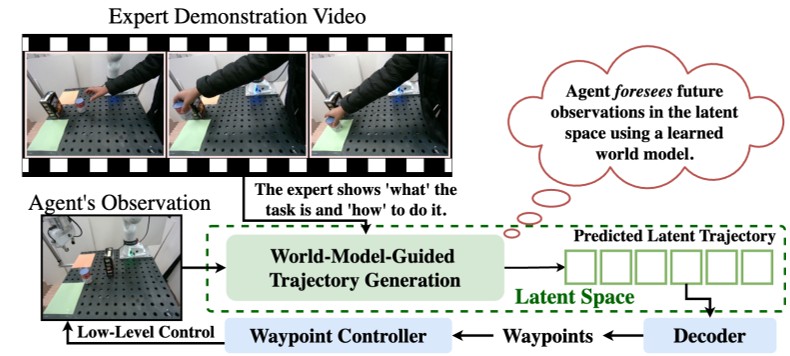 Expert Demonstration Video
Agent foresees future
observations in the latent
space using a learned
world model.
The expert shows 'what' the
task is and 'how' to do it.
Agent's Observation
World-Model-Guided
Trajectory Generation
Predicted Latent Trajectory
Latent Space
Low-Level Control
Waypoint Controller
Waypoints
Decoder